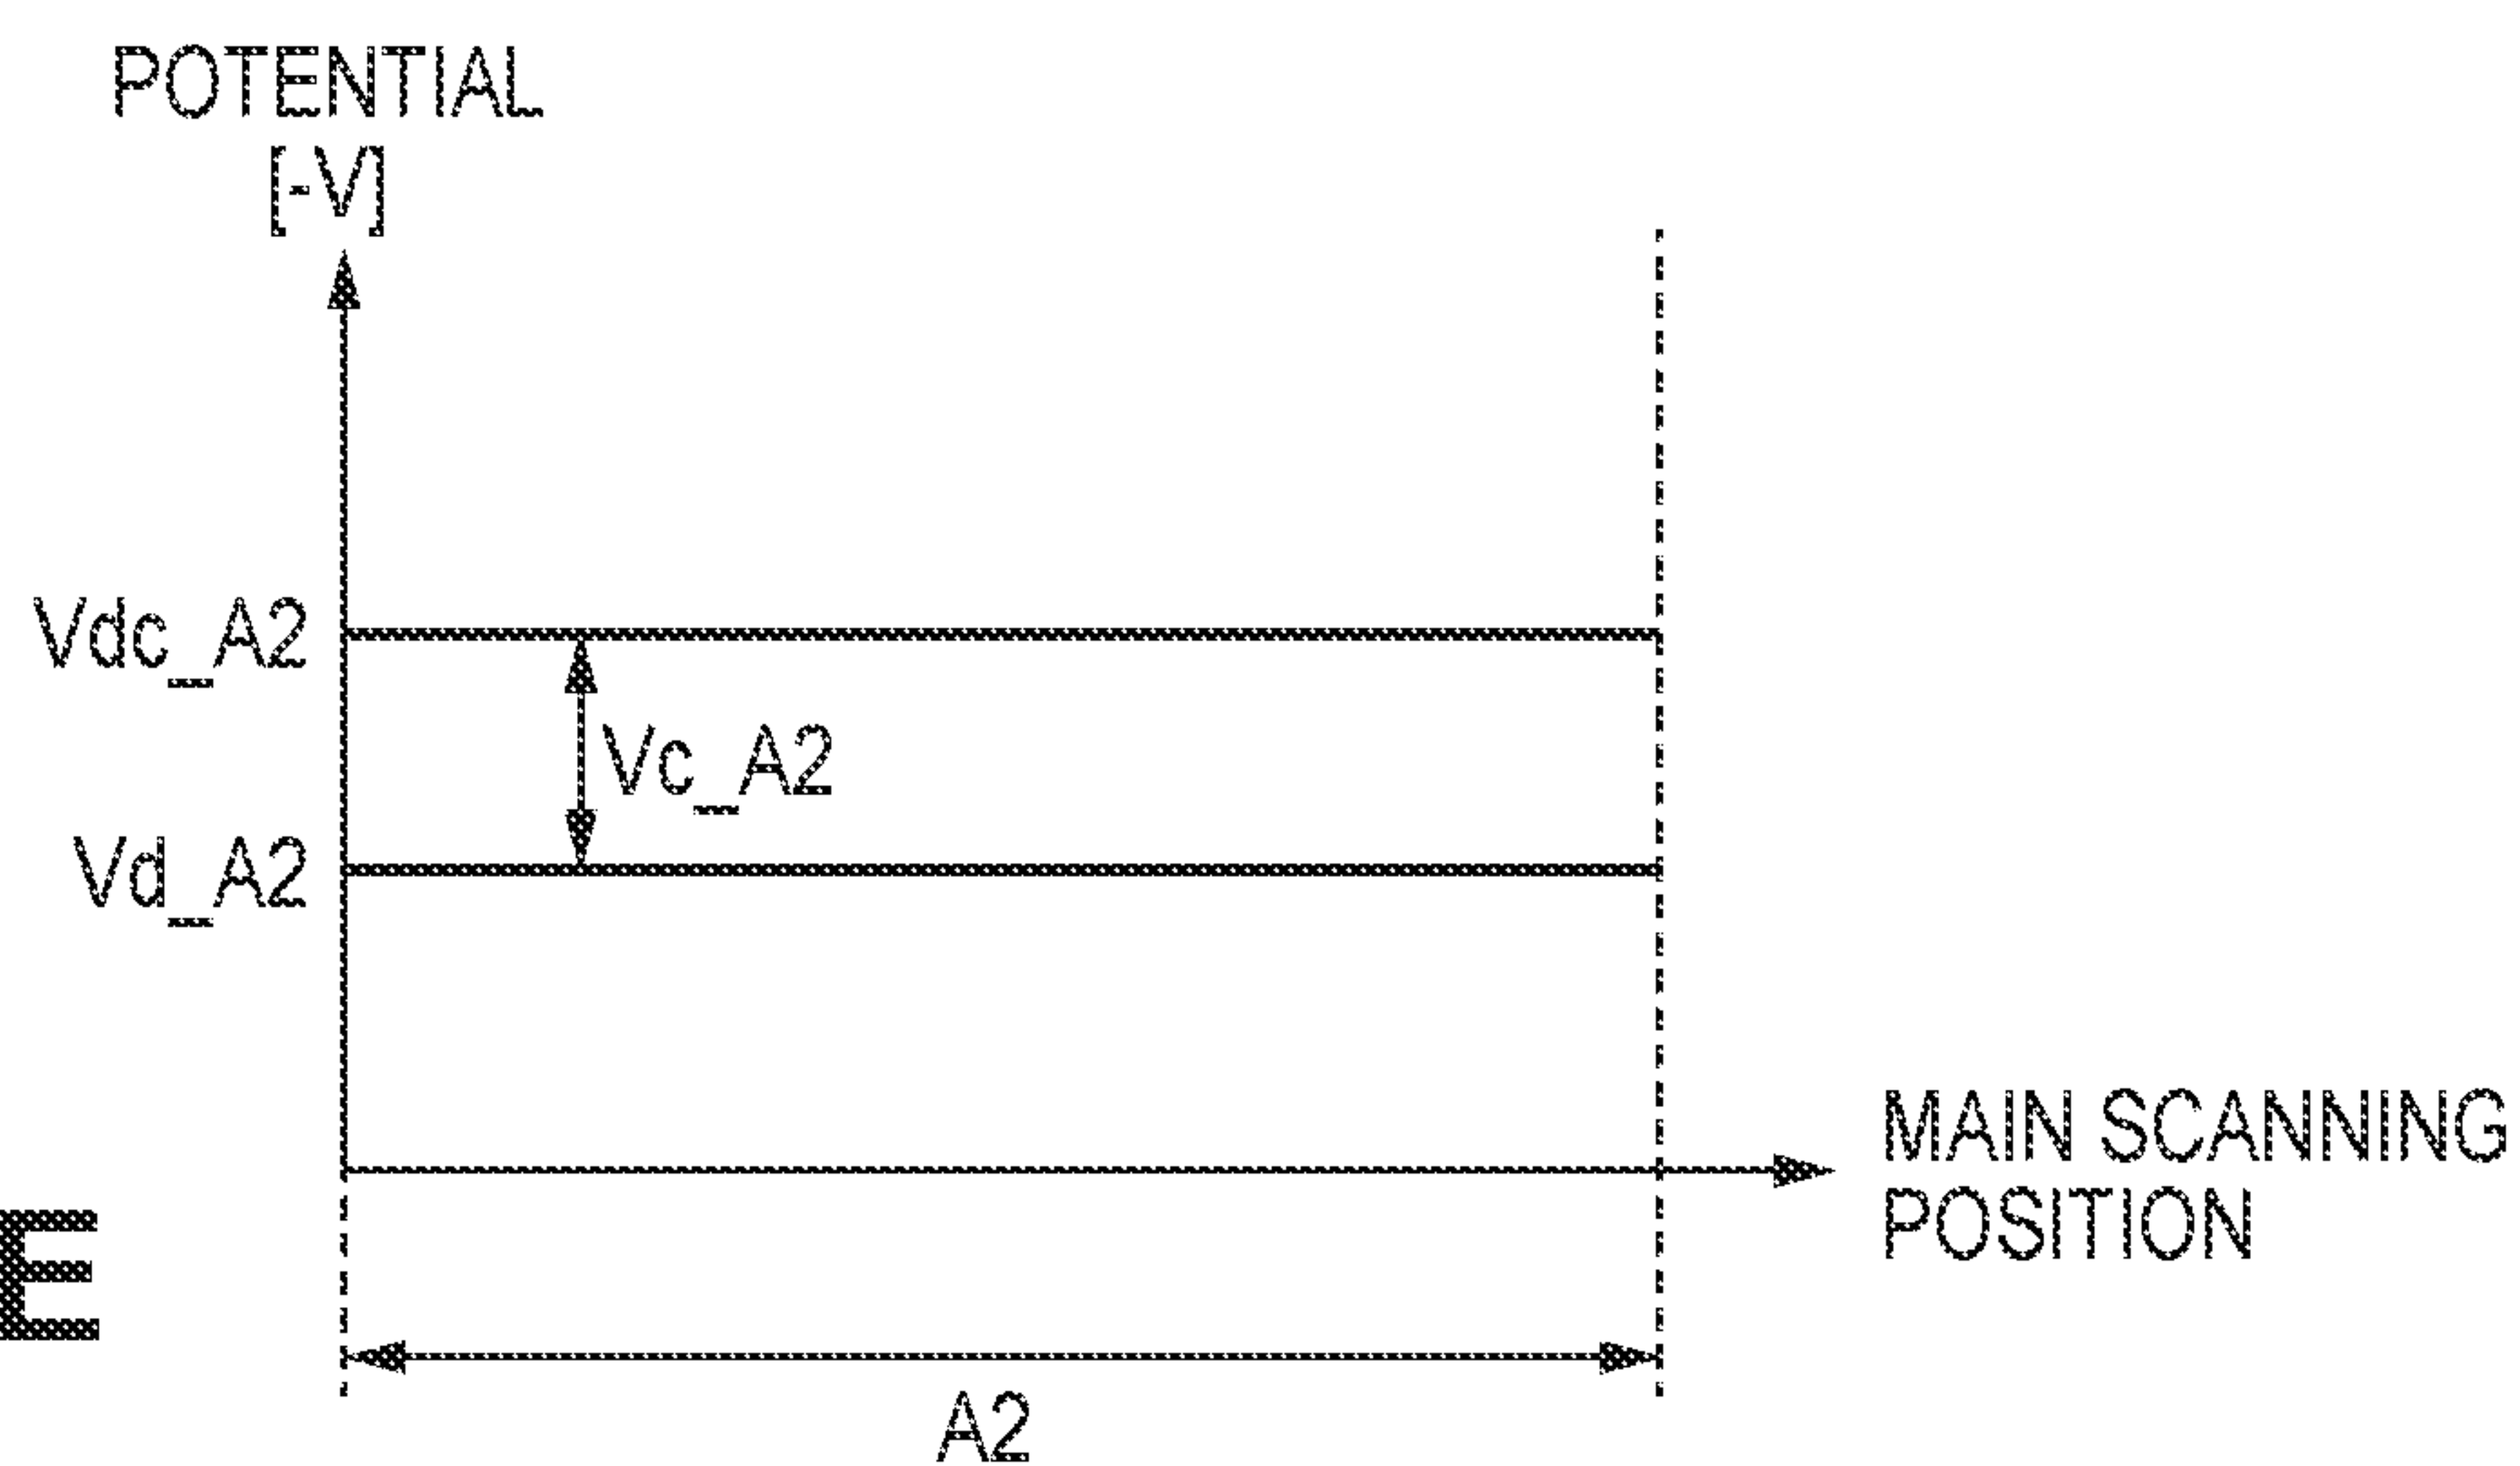 POTENTIAL
[-V]
Vdc_A2
Vc_A2
Vd_A2
MAIN SCANNING
POSITION
E
A2